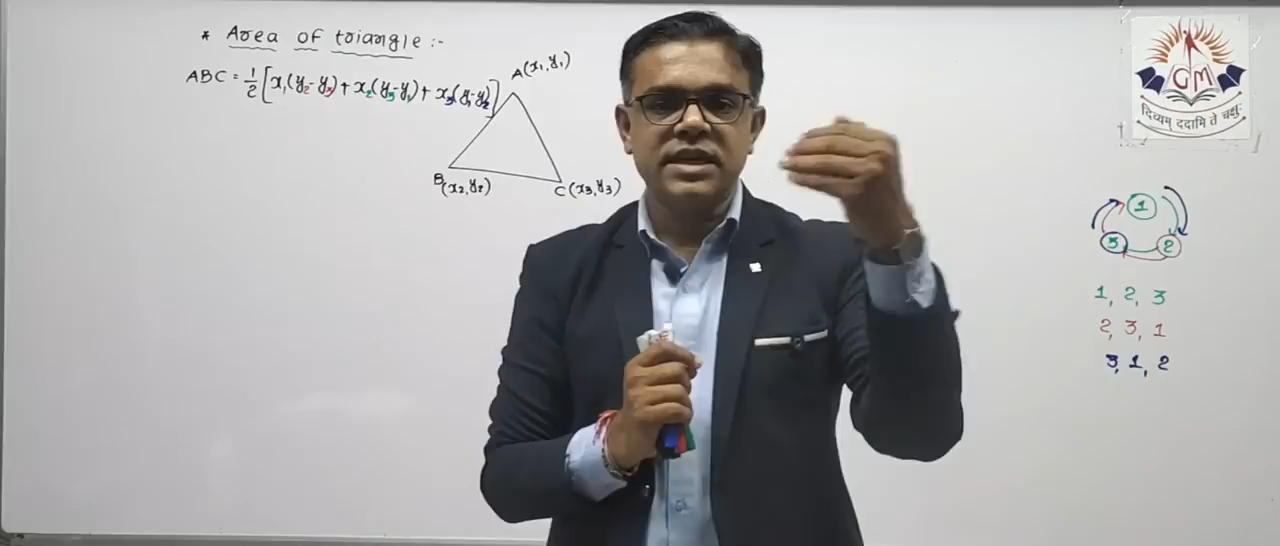 * Area of triangle :-
ABC = 1/2 [x₁(y₂-y₃) + x₂(y₃-y₁) + x₃(y₁-y₂)]
A(x₁,y₁)
B(x₂,y₂)
C(x₃,y₃)
GM
दिव्यम् ददामि ते चक्षुः
1
3 2
1, 2, 3
2, 3, 1
3, 1, 2